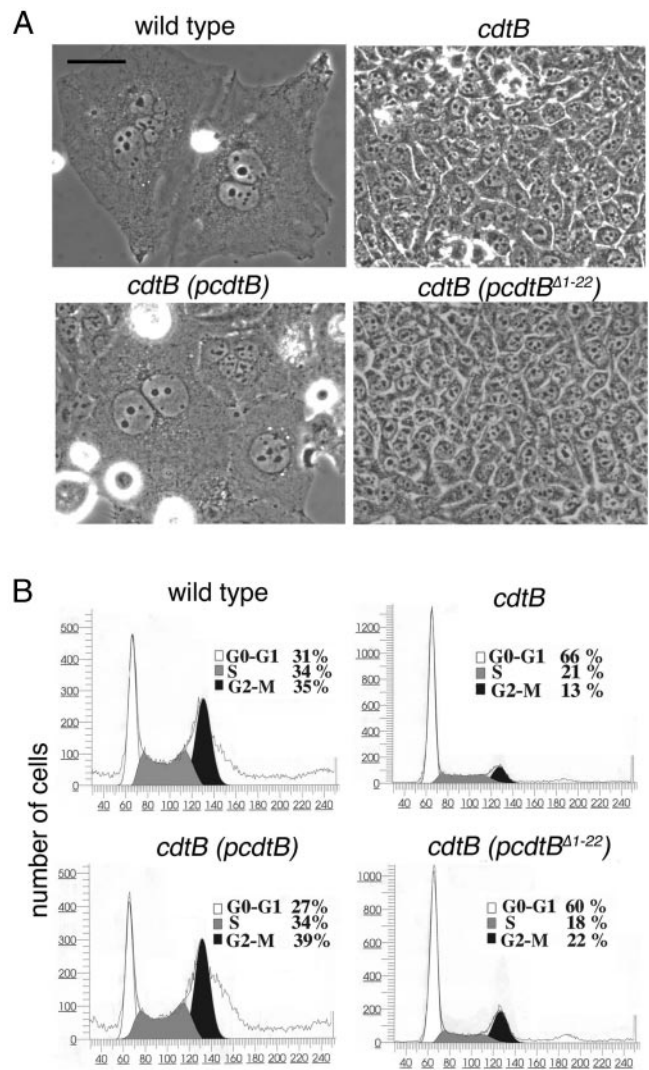 A
wild type
cdtB
cdtB (pcdtB)
cdtB (pcdtB^Δ1-22)
B
wild type
500
400
300
200
100
0
G0-G1 31%
S 34%
G2-M 35%
40 60 80 100 120 140 160 180 200 220 240
cdtB
1200
1000
800
600
400
200
0
G0-G1 66 %
S 21 %
G2-M 13 %
40 60 80 100 120 140 160 180 200 220 240
number of cells
cdtB (pcdtB)
400
300
200
100
0
G0-G1 27%
S 34%
G2-M 39%
40 60 80 100 120 140 160 180 200 220 240
cdtB (pcdtB^Δ1-22)
1000
800
600
400
200
0
G0-G1 60 %
S 18 %
G2-M 22 %
40 60 80 100 120 140 160 180 200 220 240